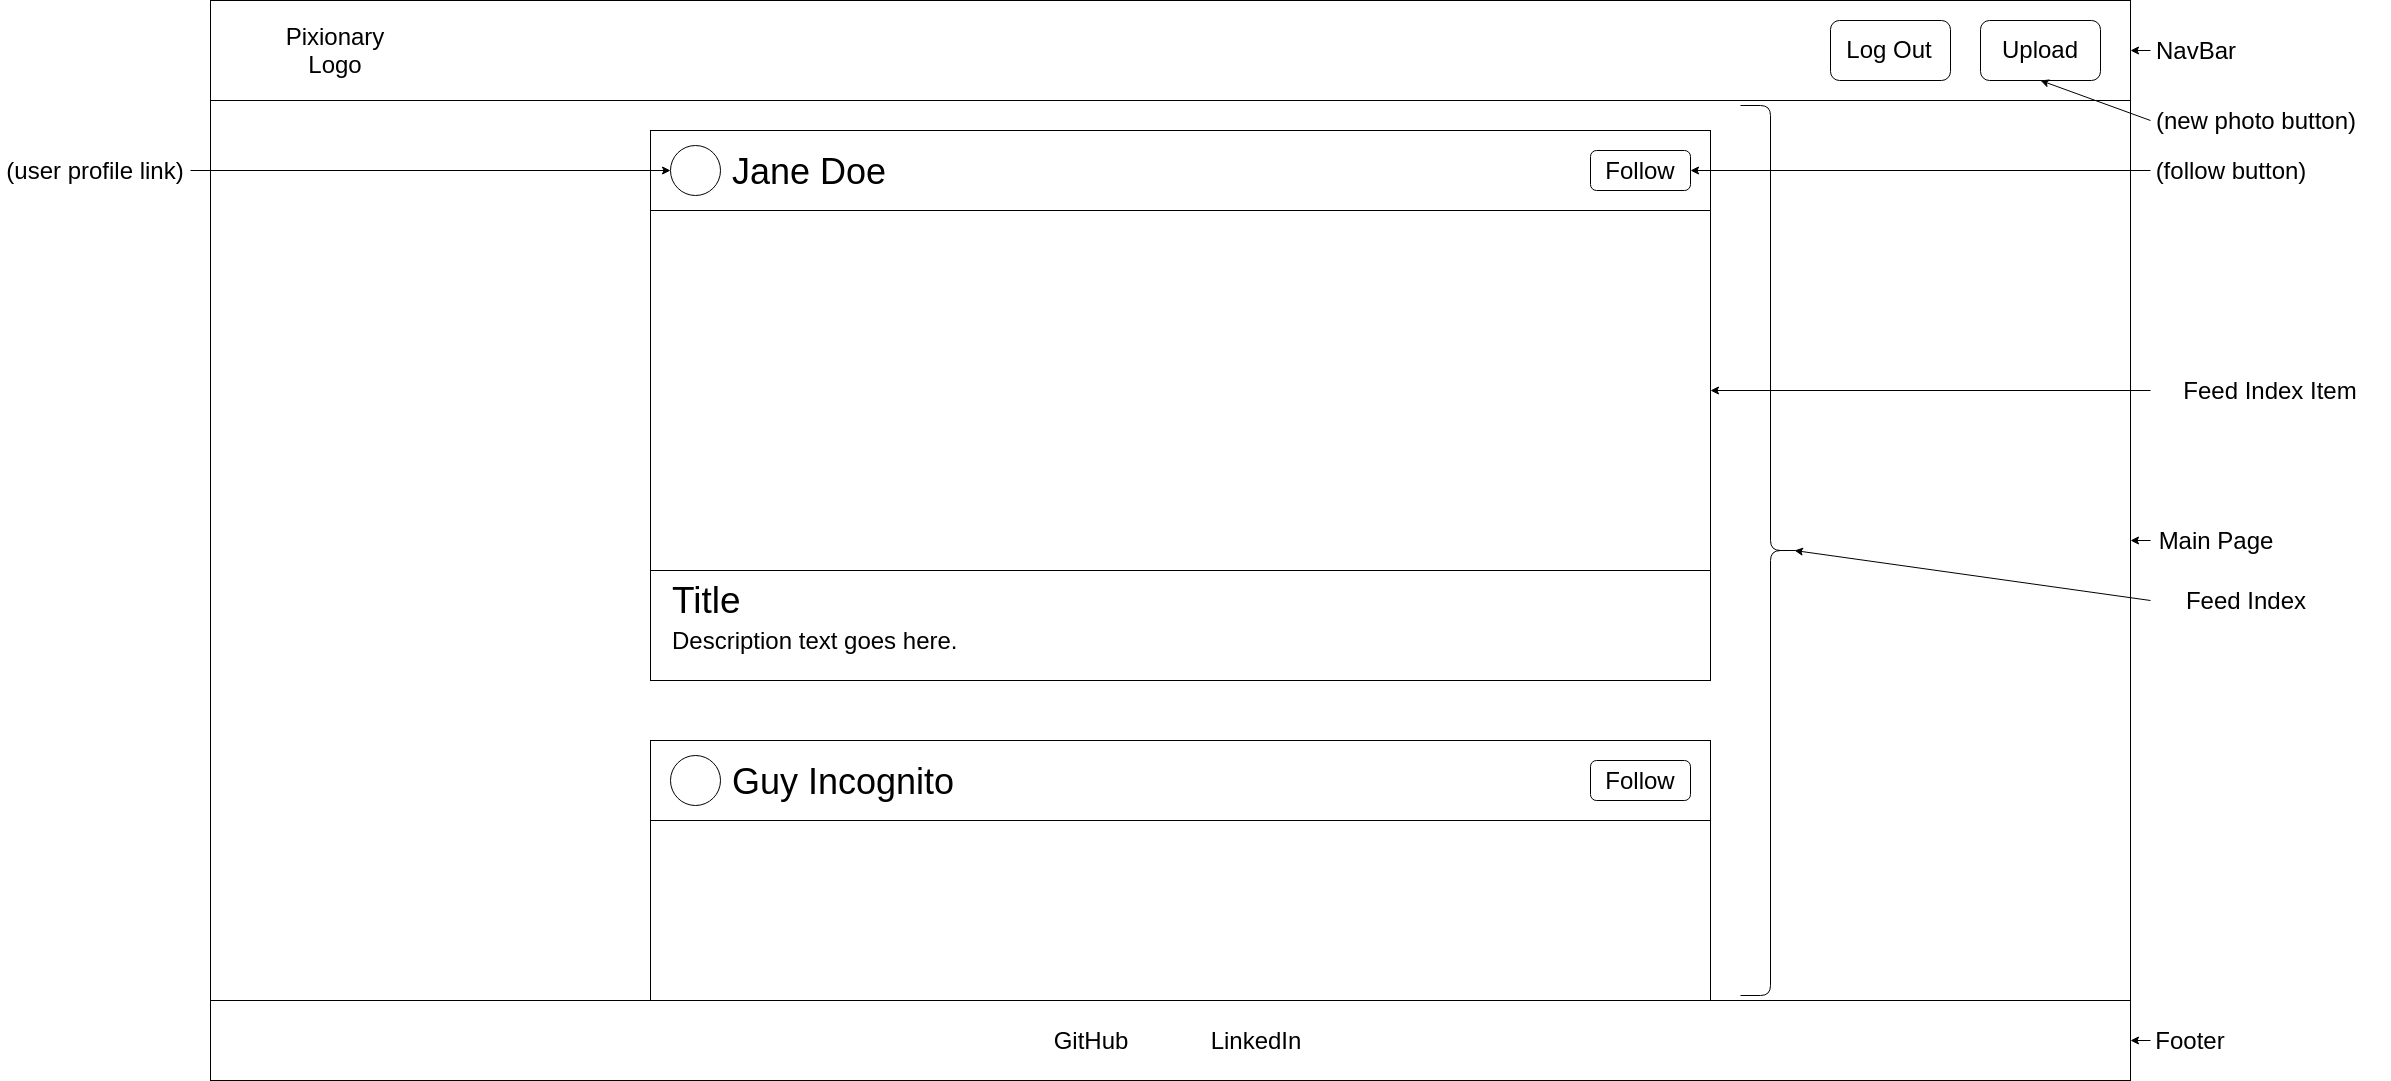 Pixionary
Logo
Log Out
Upload
NavBar
(new photo button)
(user profile link)
Jane Doe
Follow
(follow button)
Feed Index Item
Main Page
Title
Feed Index
Description text goes here.
Guy Incognito
Follow
GitHub
LinkedIn
Footer